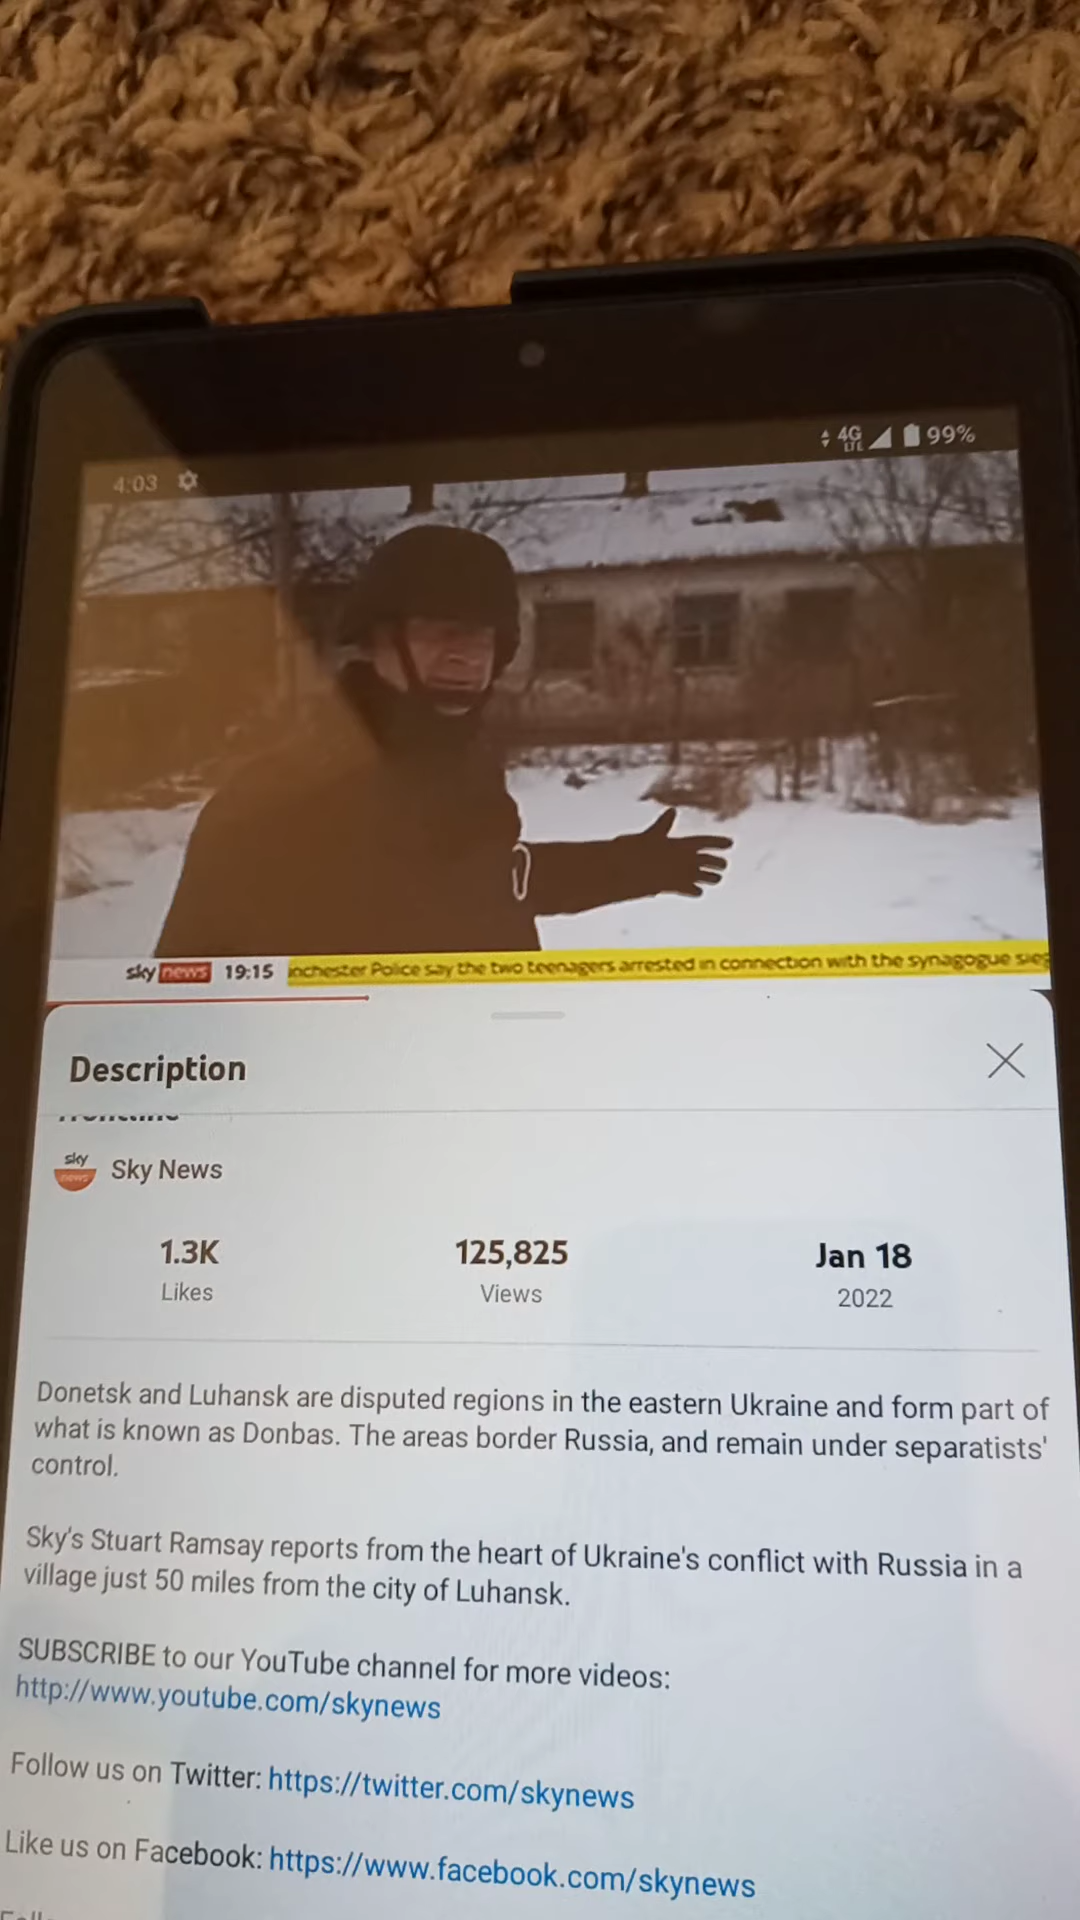 4:03
4G
LTE
99%
sky news 19:15 inchester Police say the two teenagers arrested in connection with the synagogue
Description
sky
news
Sky News
1.3K
125,825
Jan 18
Likes
Views
2022
Donetsk and Luhansk are disputed regions in the eastern Ukraine and form part of
what is known as Donbas. The areas border Russia, and remain under separatists'
control.
Sky's Stuart Ramsay reports from the heart of Ukraine's conflict with Russia in a
village just 50 miles from the city of Luhansk.
SUBSCRIBE to our YouTube channel for more videos:
http://www.youtube.com/skynews
Follow us on Twitter: https://twitter.com/skynews
Like us on Facebook: https://www.facebook.com/skynews